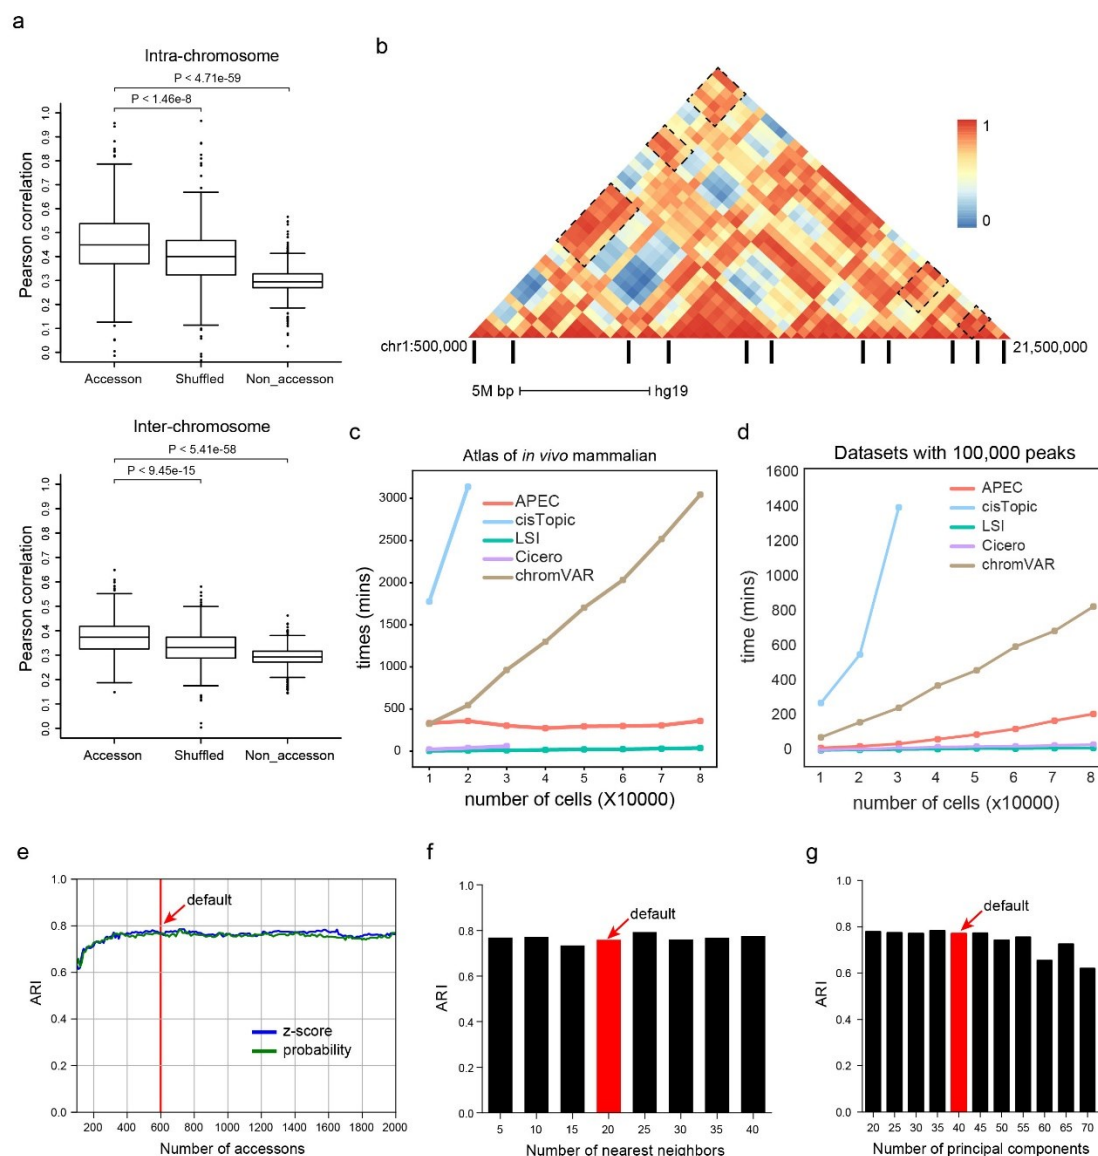 a
Intra-chromosome
P < 4.71e-59
P < 1.46e-8
Pearson correlation
1.0
0.9
0.8
0.7
0.6
0.5
0.4
0.3
0.2
0.1
0.0
Accesson Shuffled Non_accesson
Inter-chromosome
P < 5.41e-58
P < 9.45e-15
Pearson correlation
1.0
0.9
0.8
0.7
0.6
0.5
0.4
0.3
0.2
0.1
0.0
Accesson Shuffled Non_accesson
b
1
0
chr1:500,000
21,500,000
5M bp
hg19
c
Atlas of in vivo mammalian
APEC
cisTopic
LSI
Cicero
chromVAR
times (mins)
3000
2500
2000
1500
1000
500
0
1 2 3 4 5 6 7 8
number of cells (X10000)
d
Datasets with 100,000 peaks
APEC
cisTopic
LSI
Cicero
chromVAR
time (mins)
1600
1400
1200
1000
800
600
400
200
0
1 2 3 4 5 6 7 8
number of cells (x10000)
e
default
ARI
1.0
0.8
0.6
0.4
0.2
0.0
z-score
probability
200 400 600 800 1000 1200 1400 1600 1800 2000
Number of accessons
f
default
ARI
1.0
0.8
0.6
0.4
0.2
0.0
5 10 15 20 25 30 35 40
Number of nearest neighbors
g
default
ARI
1.0
0.8
0.6
0.4
0.2
0.0
20 25 30 35 40 45 50 55 60 65 70
Number of principal components